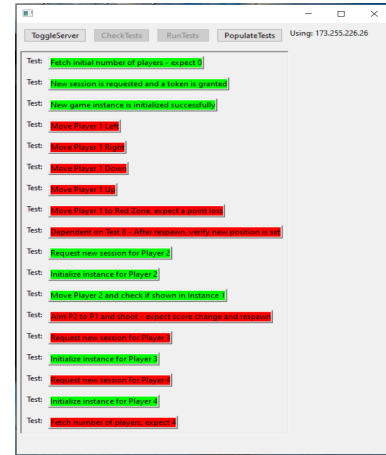 ToggleServer CheckTests RunTests PopulateTests Using: 173.255.226.26
Test: Fetch initial number of players - expect 0
Test: New session is requested and a token is granted
Test: New game instance is initialized successfully
Test: Move Player 1 Left
Test: Move Player 1 Right
Test: Move Player 1 Down
Test: Move Player 1 Up
Test: Move Player 1 to Red Zone, expect a point loss
Test: Dependent on Test 8 - After respawn, verify new position is set
Test: Request new session for Player 2
Test: Initialize instance for Player 2
Test: Move Player 2 and check if shown in Instance 1
Test: Aim P2 to P1 and shoot - expect score change and respawn
Test: Request new session for Player 3
Test: Initialize instance for Player 3
Test: Request new session for Player 4
Test: Initialize instance for Player 4
Test: Fetch number of players, expect 4